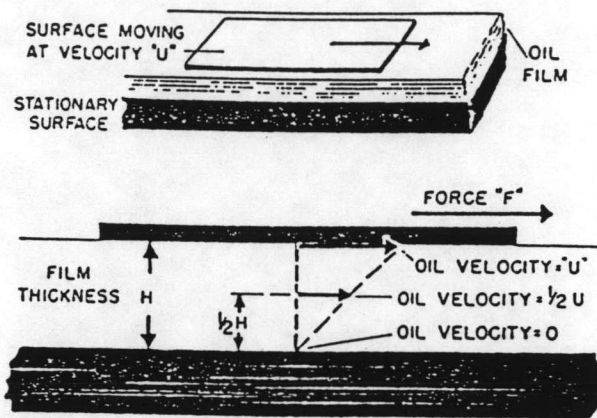 SURFACE MOVING
AT VELOCITY "U"
OIL
FILM
STATIONARY
SURFACE
FORCE "F"
FILM
THICKNESS
H
½H
OIL VELOCITY="U"
OIL VELOCITY=½ U
OIL VELOCITY=0